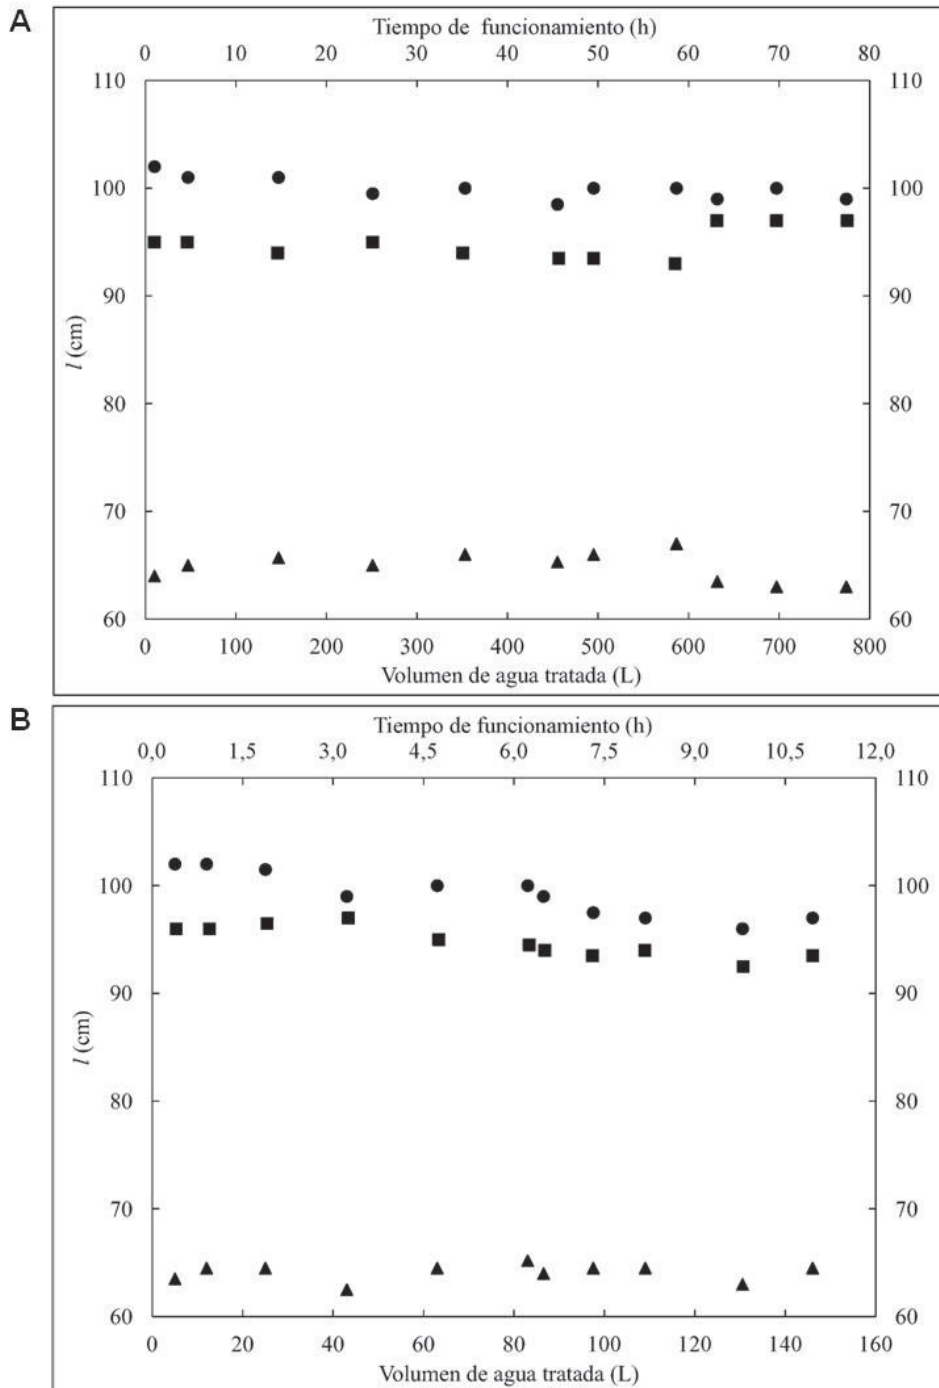 A
Tiempo de funcionamiento (h)
0 10 20 30 40 50 60 70 80
110 110
100 100
90 90
l (cm)
80 80
70 70
60 60
0 100 200 300 400 500 600 700 800
Volumen de agua tratada (L)
B
Tiempo de funcionamiento (h)
0,0 1,5 3,0 4,5 6,0 7,5 9,0 10,5 12,0
110 110
100 100
90 90
l (cm)
80 80
70 70
60 60
0 20 40 60 80 100 120 140 160
Volumen de agua tratada (L)